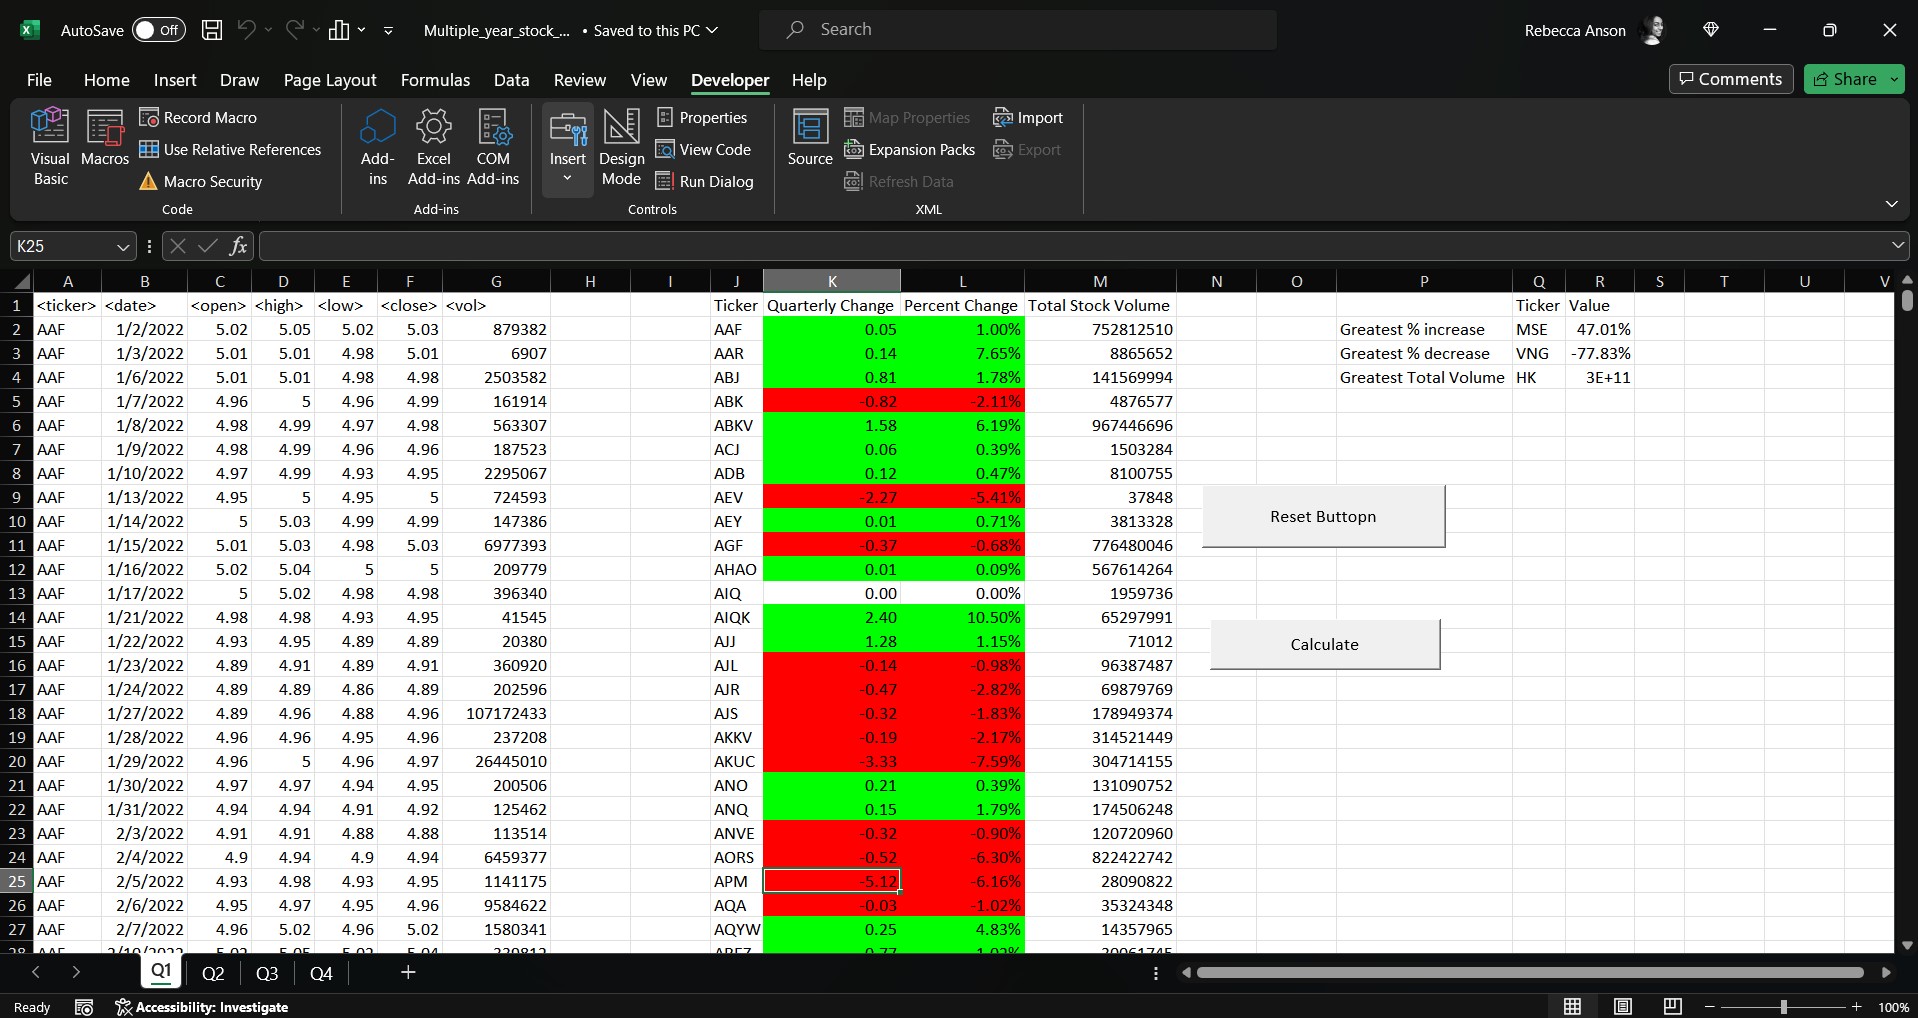 AutoSave Off Multiple_year_stock_... • Saved to this PC Search Rebecca Anson
File Home Insert Draw Page Layout Formulas Data Review View Developer Help Comments Share
Visual Basic Macros Record Macro Use Relative References Macro Security
Add-ins Excel Add-ins COM Add-ins
Insert Design Mode Properties View Code Run Dialog
Source Map Properties Expansion Packs Refresh Data Import Export
Code Add-ins Controls XML
K25 fx
A B C D E F G H I J K L M N O P Q R S T U V
1 <ticker> <date> <open> <high> <low> <close> <vol> Ticker Quarterly Change Percent Change Total Stock Volume Ticker Value
2 AAF 1/2/2022 5.02 5.05 5.02 5.03 879382 AAF 0.05 1.00% 752812510 Greatest % increase MSE 47.01%
3 AAF 1/3/2022 5.01 5.01 4.98 5.01 6907 AAR 0.14 7.65% 8865652 Greatest % decrease VNG -77.83%
4 AAF 1/6/2022 5.01 5.01 4.98 4.98 2503582 ABJ 0.81 1.78% 141569994 Greatest Total Volume HK 3E+11
5 AAF 1/7/2022 4.96 5 4.96 4.99 161914 ABK -0.82 -2.11% 4876577
6 AAF 1/8/2022 4.98 4.99 4.97 4.98 563307 ABKV 1.58 6.19% 967446696
7 AAF 1/9/2022 4.98 4.99 4.96 4.96 187523 ACJ 0.06 0.39% 1503284
8 AAF 1/10/2022 4.97 4.99 4.93 4.95 2295067 ADB 0.12 0.47% 8100755
9 AAF 1/13/2022 4.95 5 4.95 5 724593 AEV -2.27 -5.41% 37848
10 AAF 1/14/2022 5 5.03 4.99 4.99 147386 AEY 0.01 0.71% 3813328
Reset Buttopn
11 AAF 1/15/2022 5.01 5.03 4.98 5.03 6977393 AGF -0.37 -0.68% 776480046
12 AAF 1/16/2022 5.02 5.04 5 5 209779 AHAO 0.01 0.09% 567614264
13 AAF 1/17/2022 5 5.02 4.98 4.98 396340 AIQ 0.00 0.00% 1959736
14 AAF 1/21/2022 4.98 4.98 4.93 4.95 41545 AIQK 2.40 10.50% 65297991
15 AAF 1/22/2022 4.93 4.95 4.89 4.89 20380 AJJ 1.28 1.15% 71012
Calculate
16 AAF 1/23/2022 4.89 4.91 4.89 4.91 360920 AJL -0.14 -0.98% 96387487
17 AAF 1/24/2022 4.89 4.89 4.86 4.89 202596 AJR -0.47 -2.82% 69879769
18 AAF 1/27/2022 4.89 4.96 4.88 4.96 107172433 AJS -0.32 -1.83% 178949374
19 AAF 1/28/2022 4.96 4.96 4.95 4.96 237208 AKKV -0.19 -2.17% 314521449
20 AAF 1/29/2022 4.96 5 4.96 4.97 26445010 AKUC -3.33 -7.59% 304714155
21 AAF 1/30/2022 4.97 4.97 4.94 4.95 200506 ANO 0.21 0.39% 131090752
22 AAF 1/31/2022 4.94 4.94 4.91 4.92 125462 ANQ 0.15 1.79% 174506248
23 AAF 2/3/2022 4.91 4.91 4.88 4.88 113514 ANVE -0.32 -0.90% 120720960
24 AAF 2/4/2022 4.9 4.94 4.9 4.94 6459377 AORS -0.52 -6.30% 822422742
25 AAF 2/5/2022 4.93 4.98 4.93 4.95 1141175 APM -5.12 -6.16% 28090822
26 AAF 2/6/2022 4.95 4.97 4.95 4.96 9584622 AQA -0.03 -1.02% 35324348
27 AAF 2/7/2022 4.96 5.02 4.96 5.02 1580341 AQYW 0.25 4.83% 14357965
Q1 Q2 Q3 Q4
Ready Accessibility: Investigate 100%